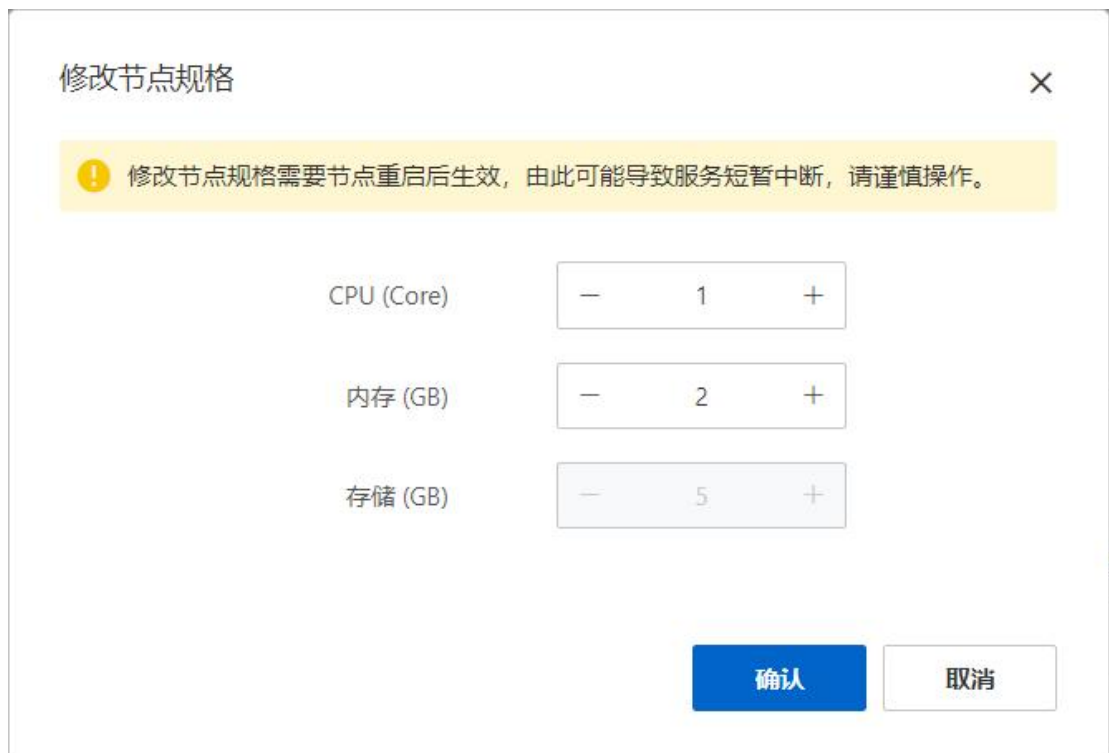 修改节点规格
修改节点规格需要节点重启后生效，由此可能导致服务短暂中断，请谨慎操作。
CPU (Core) 1
内存 (GB) 2
存储 (GB) 5
确认 取消